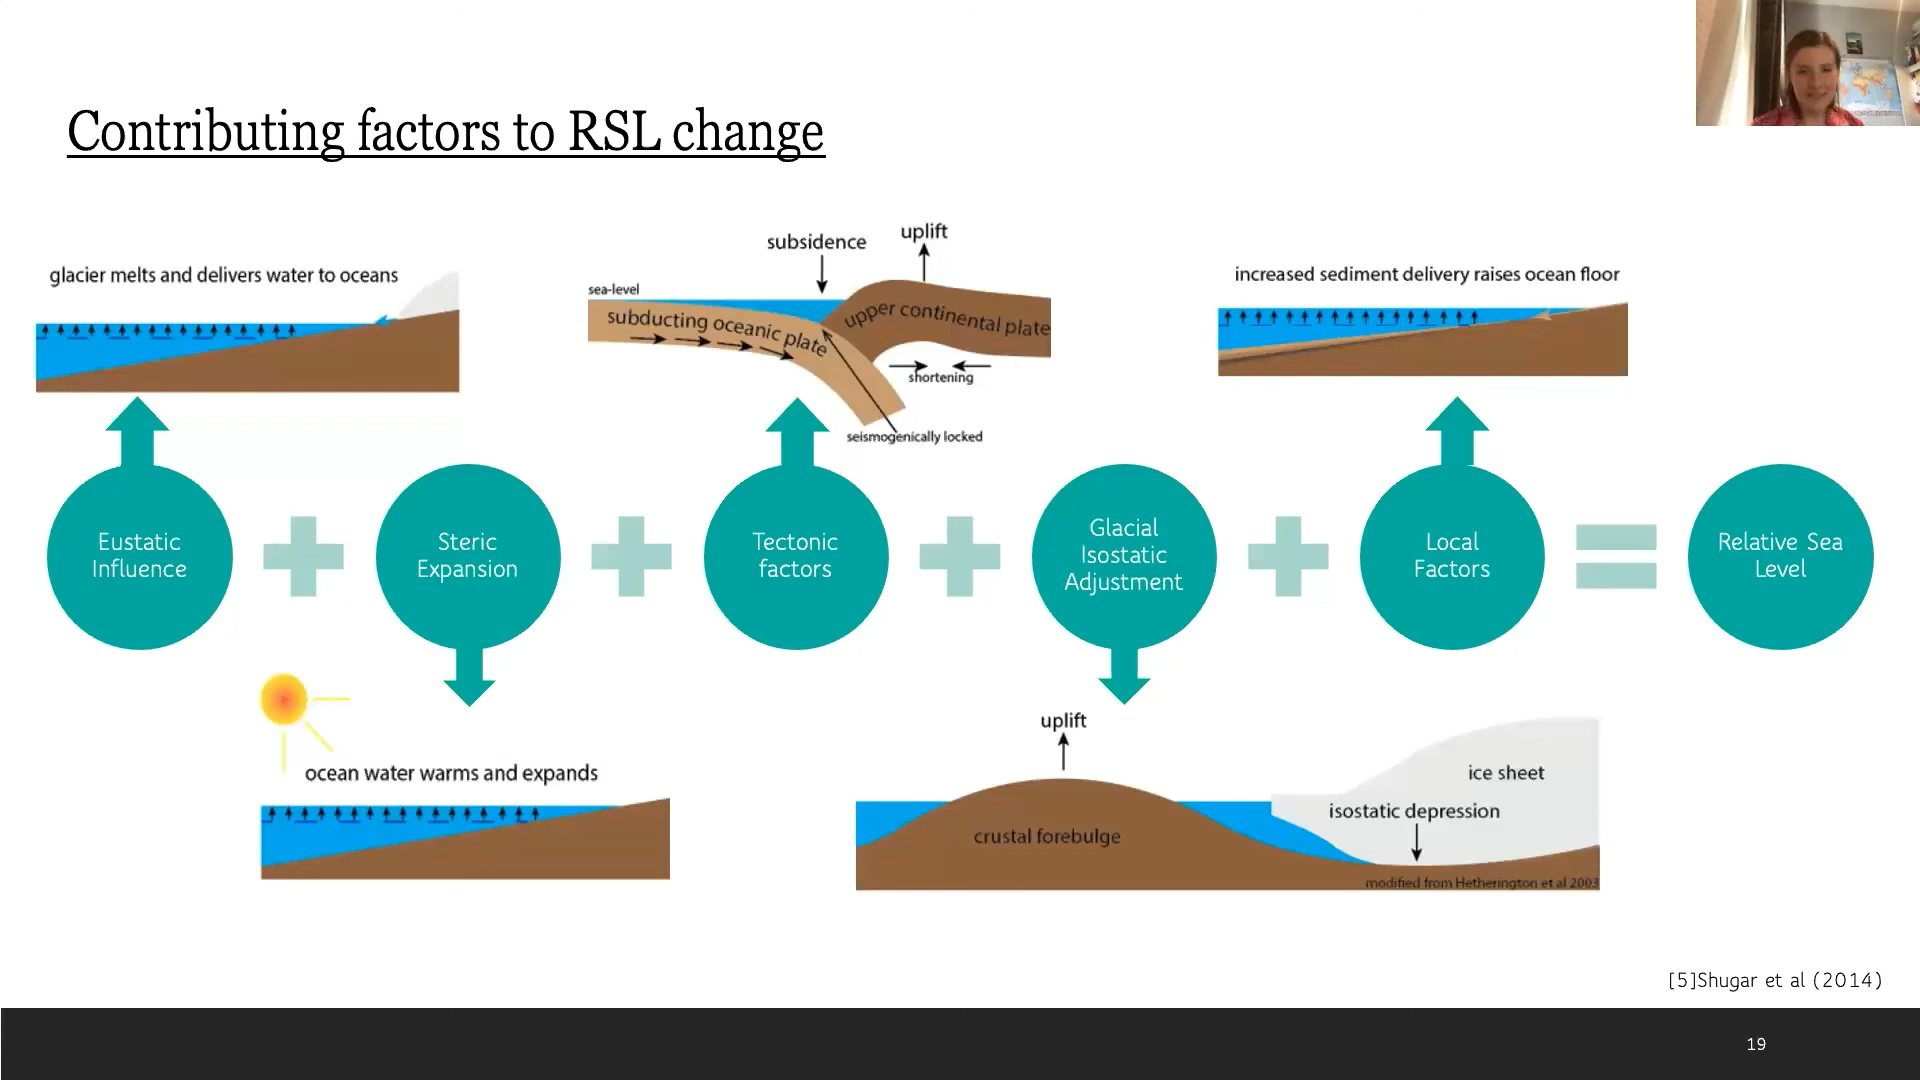 Contributing factors to RSL change
glacier melts and delivers water to oceans
subsidence
uplift
sea-level
subducting oceanic plate
upper continental plate
shortening
seismogenically locked
increased sediment delivery raises ocean floor
Eustatic
Influence
Steric
Expansion
Tectonic
factors
Glacial
Isostatic
Adjustment
Local
Factors
Relative Sea
Level
ocean water warms and expands
uplift
crustal forebulge
ice sheet
isostatic depression
modified from Hetherington et al 2003
[5]Shugar et al (2014)
19